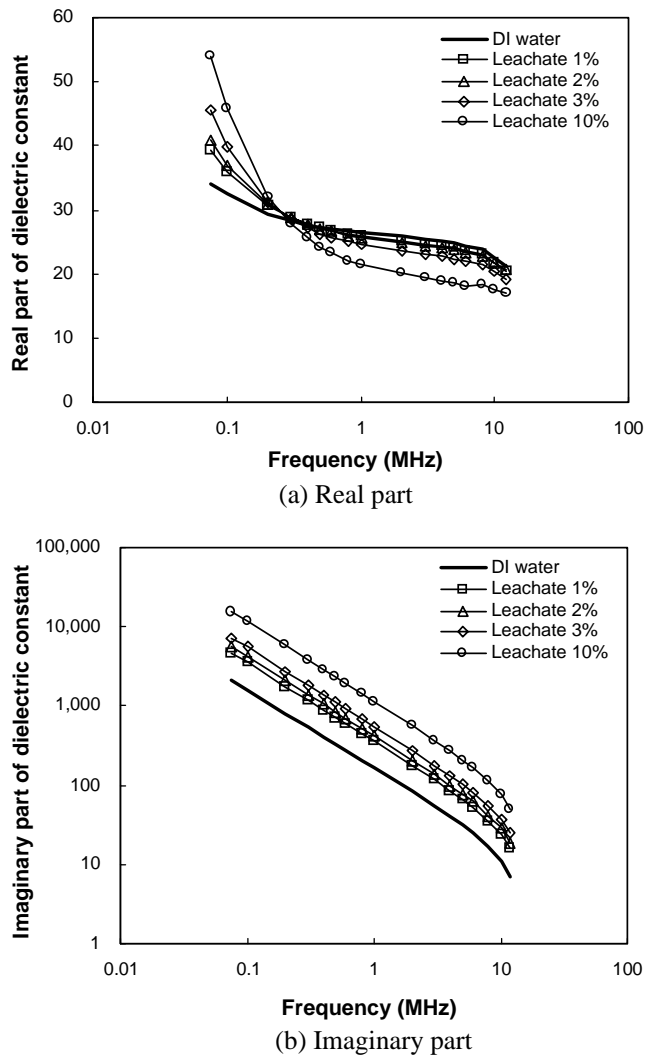 60
50
40
30
20
10
0
Real part of dielectric constant
DI water
Leachate 1%
Leachate 2%
Leachate 3%
Leachate 10%
0.01 0.1 1 10 100
Frequency (MHz)
(a) Real part
100,000
10,000
1,000
100
10
1
Imaginary part of dielectric constant
DI water
Leachate 1%
Leachate 2%
Leachate 3%
Leachate 10%
0.01 0.1 1 10 100
Frequency (MHz)
(b) Imaginary part